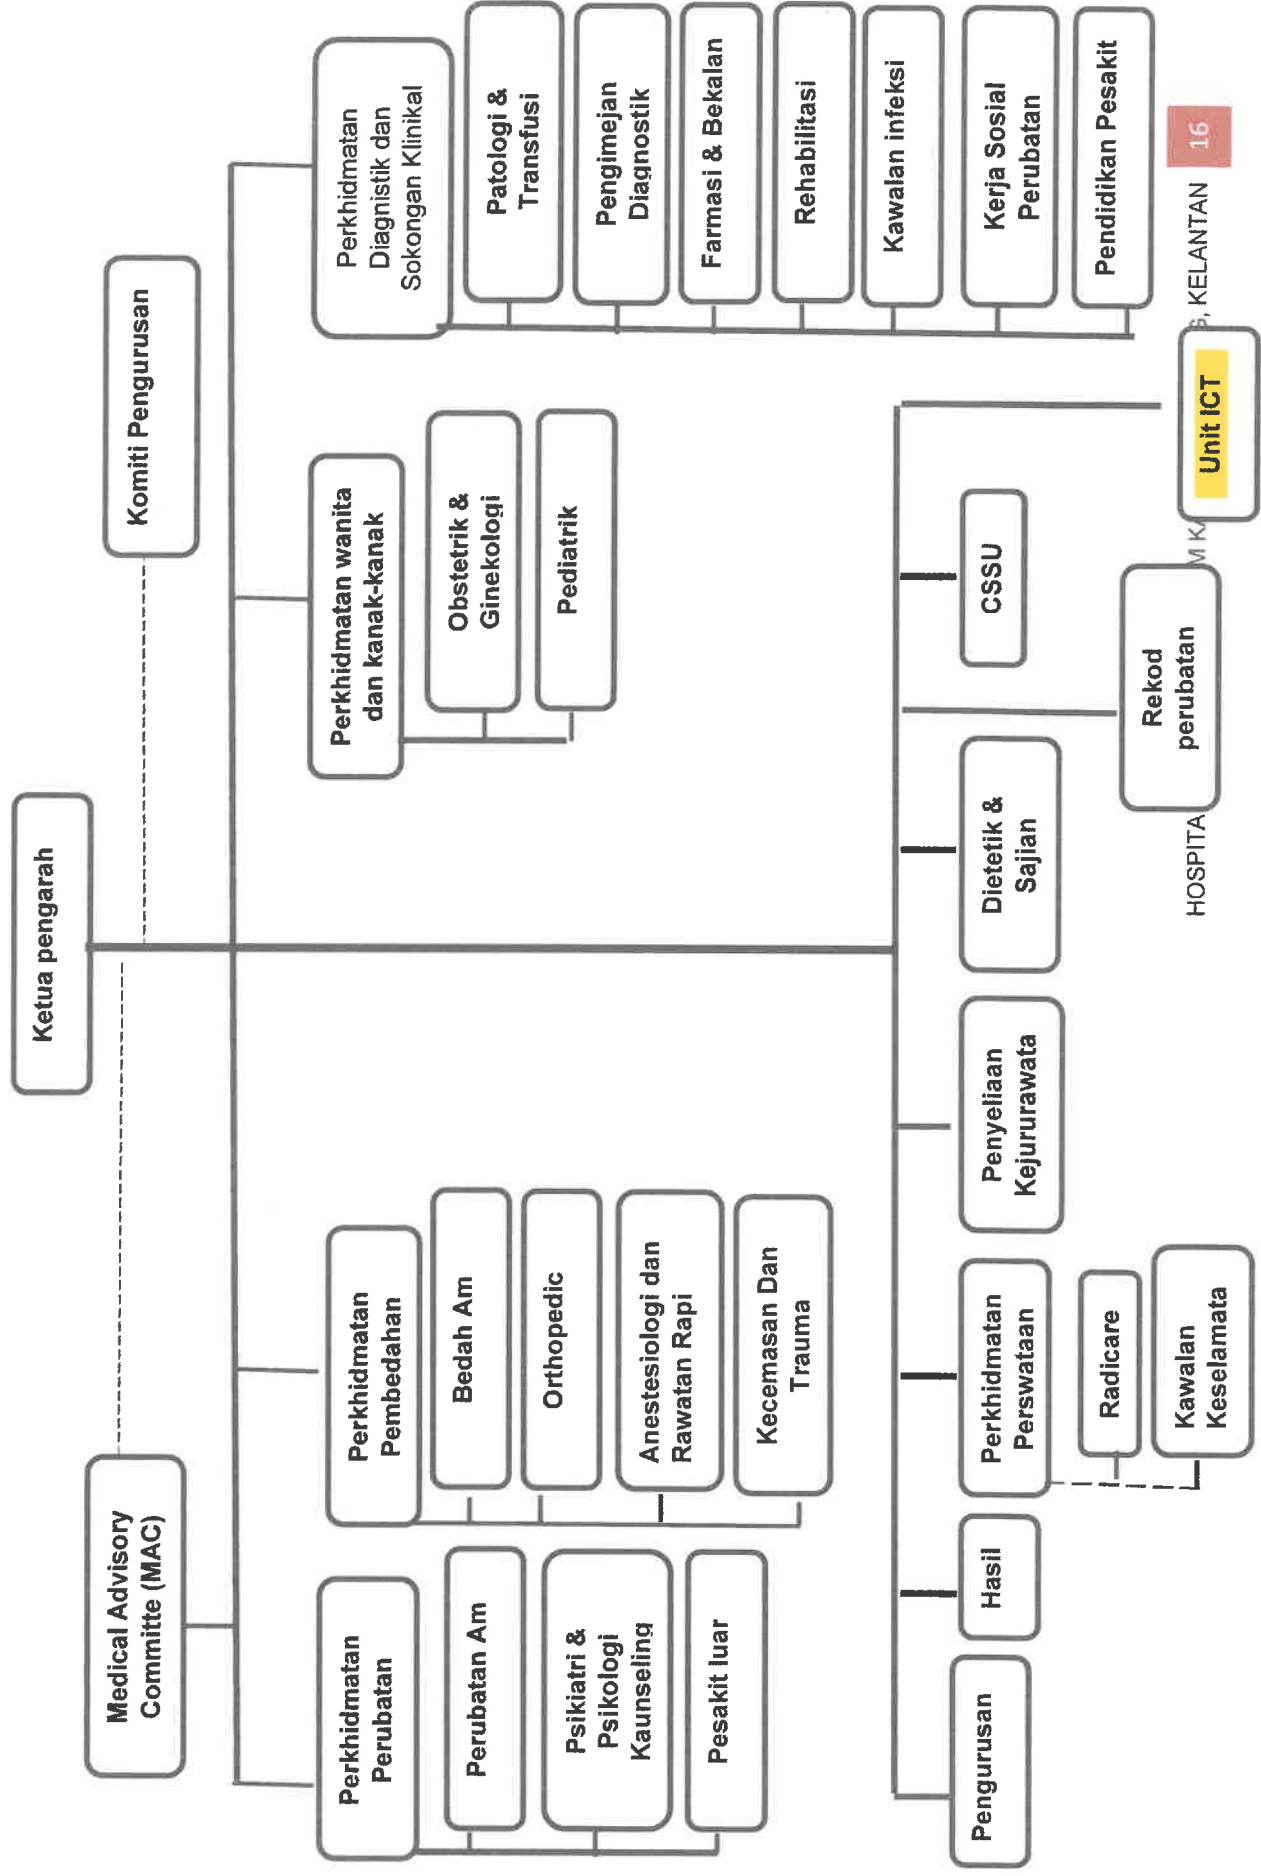 Ketua pengarah
Medical Advisory
Committe (MAC)
Komiti Pengurusan
Perkhidmatan
Perubatan
Perubatan Am
Psikiatri &
Psikologi
Kaunseling
Pesakit luar
Perkhidmatan
Pembedahan
Bedah Am
Orthopedic
Anestesiologi dan
Rawatan Rapi
Kecemasan Dan
Trauma
Perkhidmatan wanita
dan kanak-kanak
Obstetrik &
Ginekologi
Pediatrik
Perkhidmatan
Diagnistik dan
Sokongan Klinikal
Patologi &
Transfusi
Pengimejan
Diagnostik
Farmasi & Bekalan
Rehabilitasi
Kawalan infeksi
Kerja Sosial
Perubatan
Pendidikan Pesakit
Pengurusan
Hasil
Perkhidmatan
Perswataan
Radicare
Kawalan
Keselamata
Penyeliaan
Kejururawata
Dietetik &
Sajian
Rekod
perubatan
CSSU
Unit ICT
HOSPITA M KA , KELANTAN
16